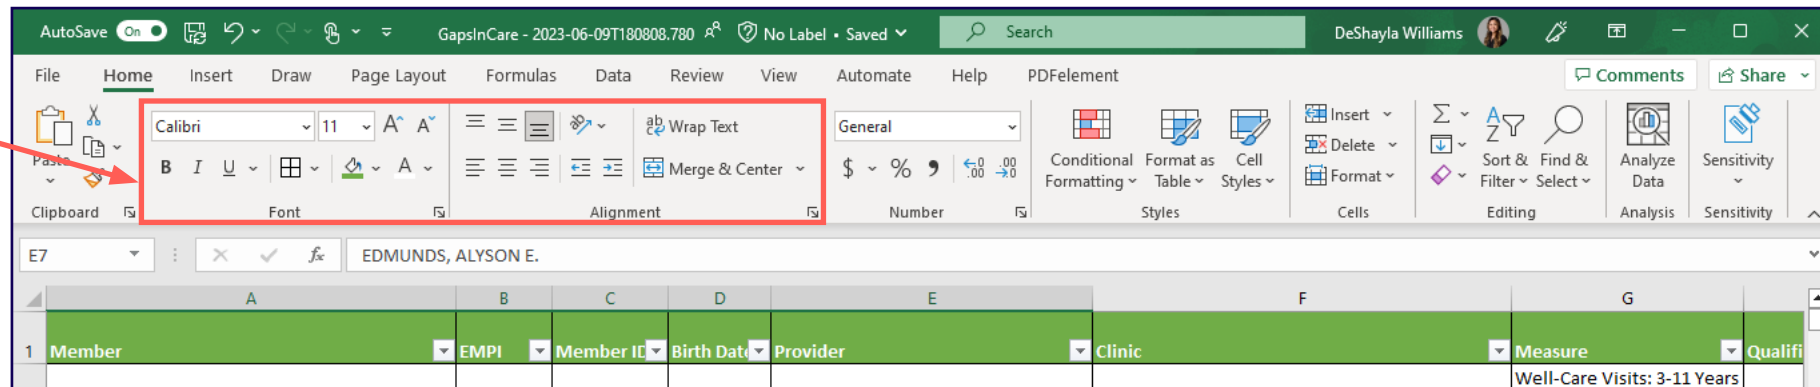 AutoSave On GapsInCare - 2023-06-09T180808.780 No Label • Saved Search DeShayla Williams
File Home Insert Draw Page Layout Formulas Data Review View Automate Help PDFelement Comments Share
Calibri 11 A^ A˅ ab Wrap Text General Insert Σ A Z
Paste B I U A Merge & Center $ % 9 Conditional Formatting Format as Table Cell Styles Delete Format Sort & Filter Find & Select Analyze Data Sensitivity
Clipboard Font Alignment Number Styles Cells Editing Analysis Sensitivity
E7 fx EDMUNDS, ALYSON E.
A B C D E F G
1 Member EMPI Member ID Birth Date Provider Clinic Measure Qualifi
Well-Care Visits: 3-11 Years